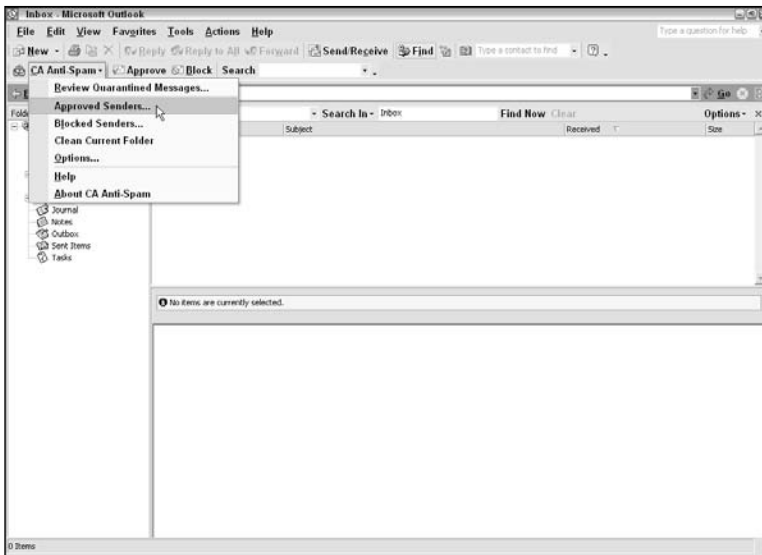 Inbox - Microsoft Outlook
File Edit View Favorites Tools Actions Help Type a question for help
New Reply Reply to All Forward Send/Receive Find Type a contact to find
CA Anti-Spam Approve Block Search
Review Quarantined Messages...
Go
Approved Senders...
Search In Inbox Find Now Clear Options
Blocked Senders...
Subject Received Size
Clean Current Folder
Options...
Help
About CA Anti-Spam
Journal
Notes
Outbox
Sent Items
Tasks
No items are currently selected.
0 Items